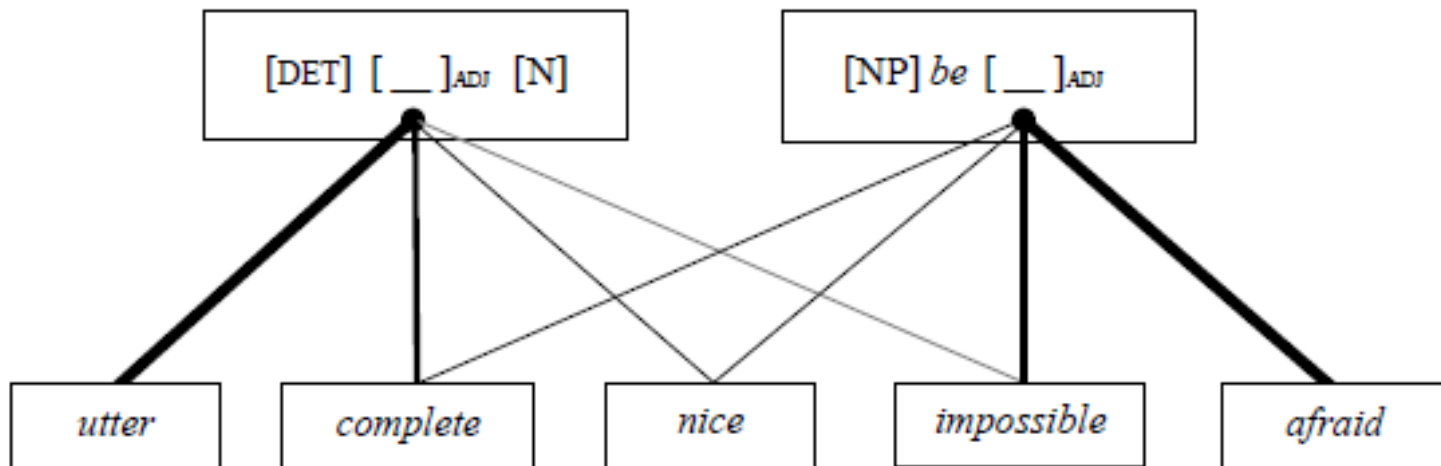 [DET] [ __ ]ADJ [N]
[NP] be [ __ ]ADJ
utter
complete
nice
impossible
afraid